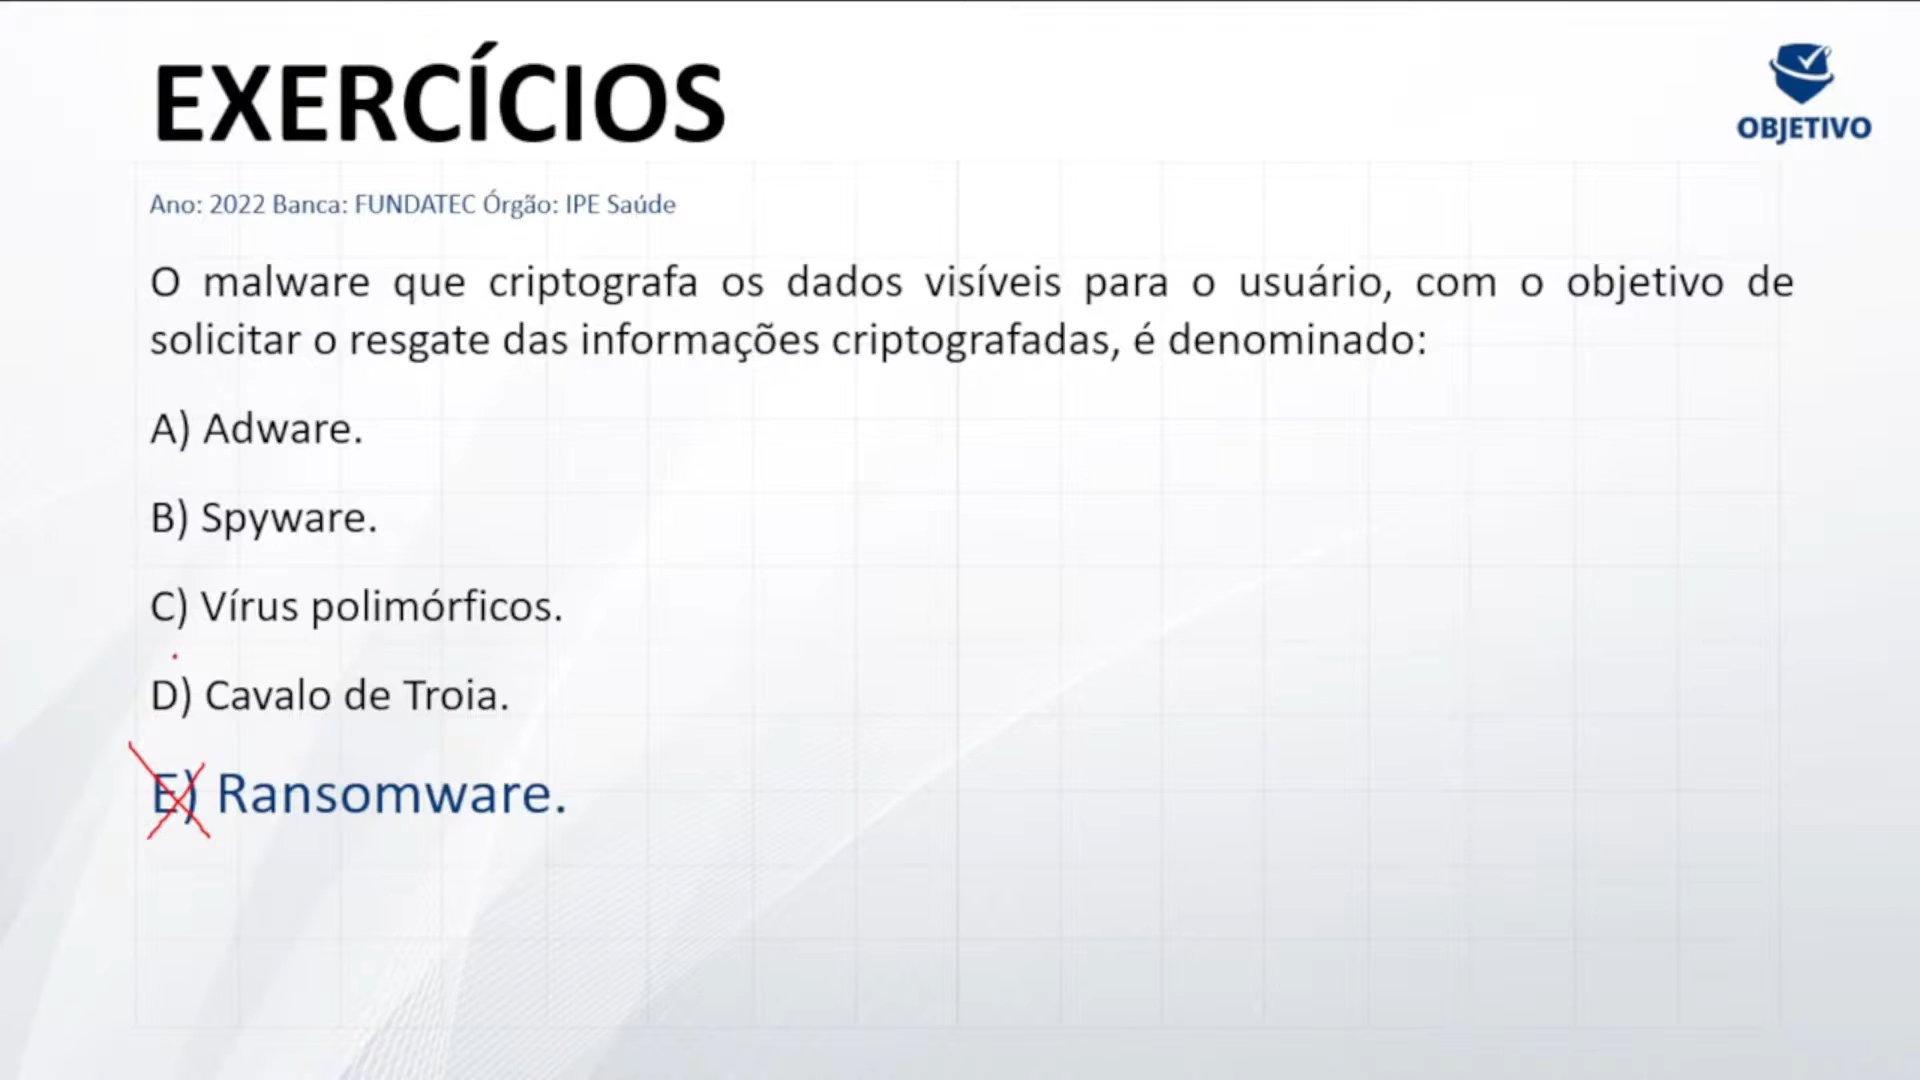 EXERCÍCIOS
OBJETIVO
Ano: 2022 Banca: FUNDATEC Órgão: IPE Saúde
O malware que criptografa os dados visíveis para o usuário, com o objetivo de
solicitar o resgate das informações criptografadas, é denominado:
A) Adware.
B) Spyware.
C) Vírus polimórficos.
D) Cavalo de Troia.
E) Ransomware.